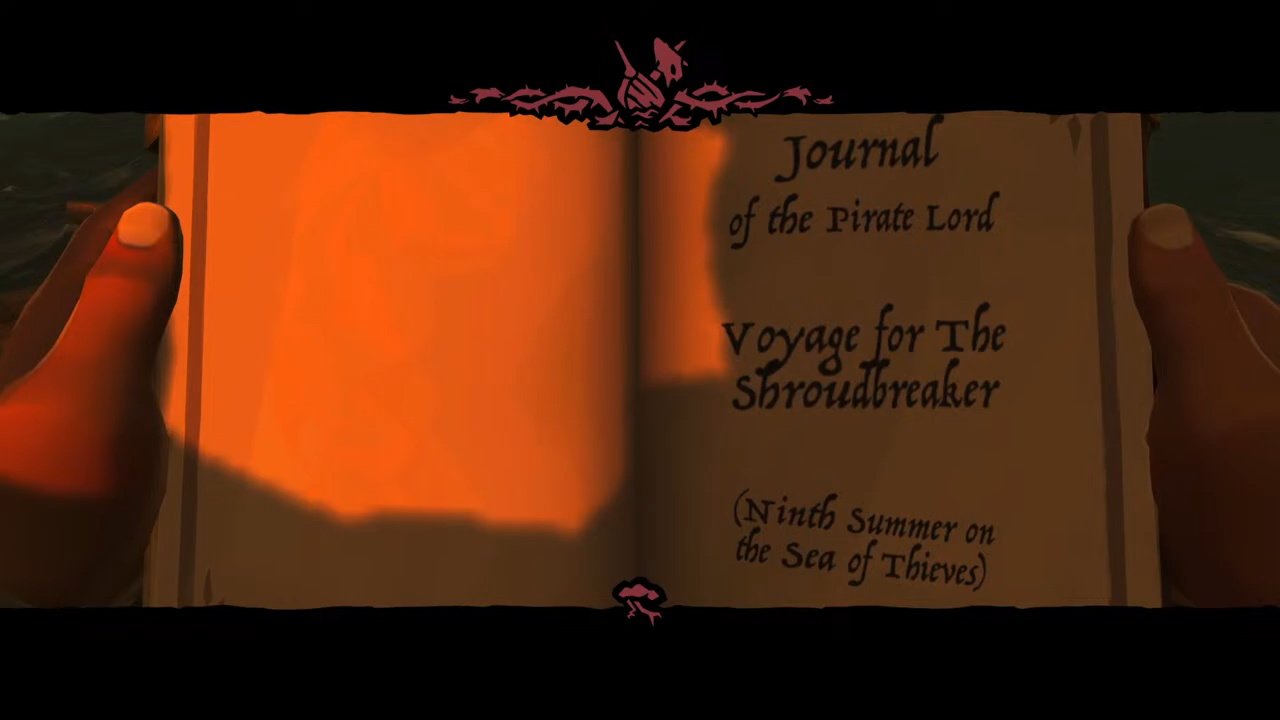 Journal
of the Pirate Lord
Voyage for The
Shroudbreaker
(Ninth Summer on
the Sea of Thieves)